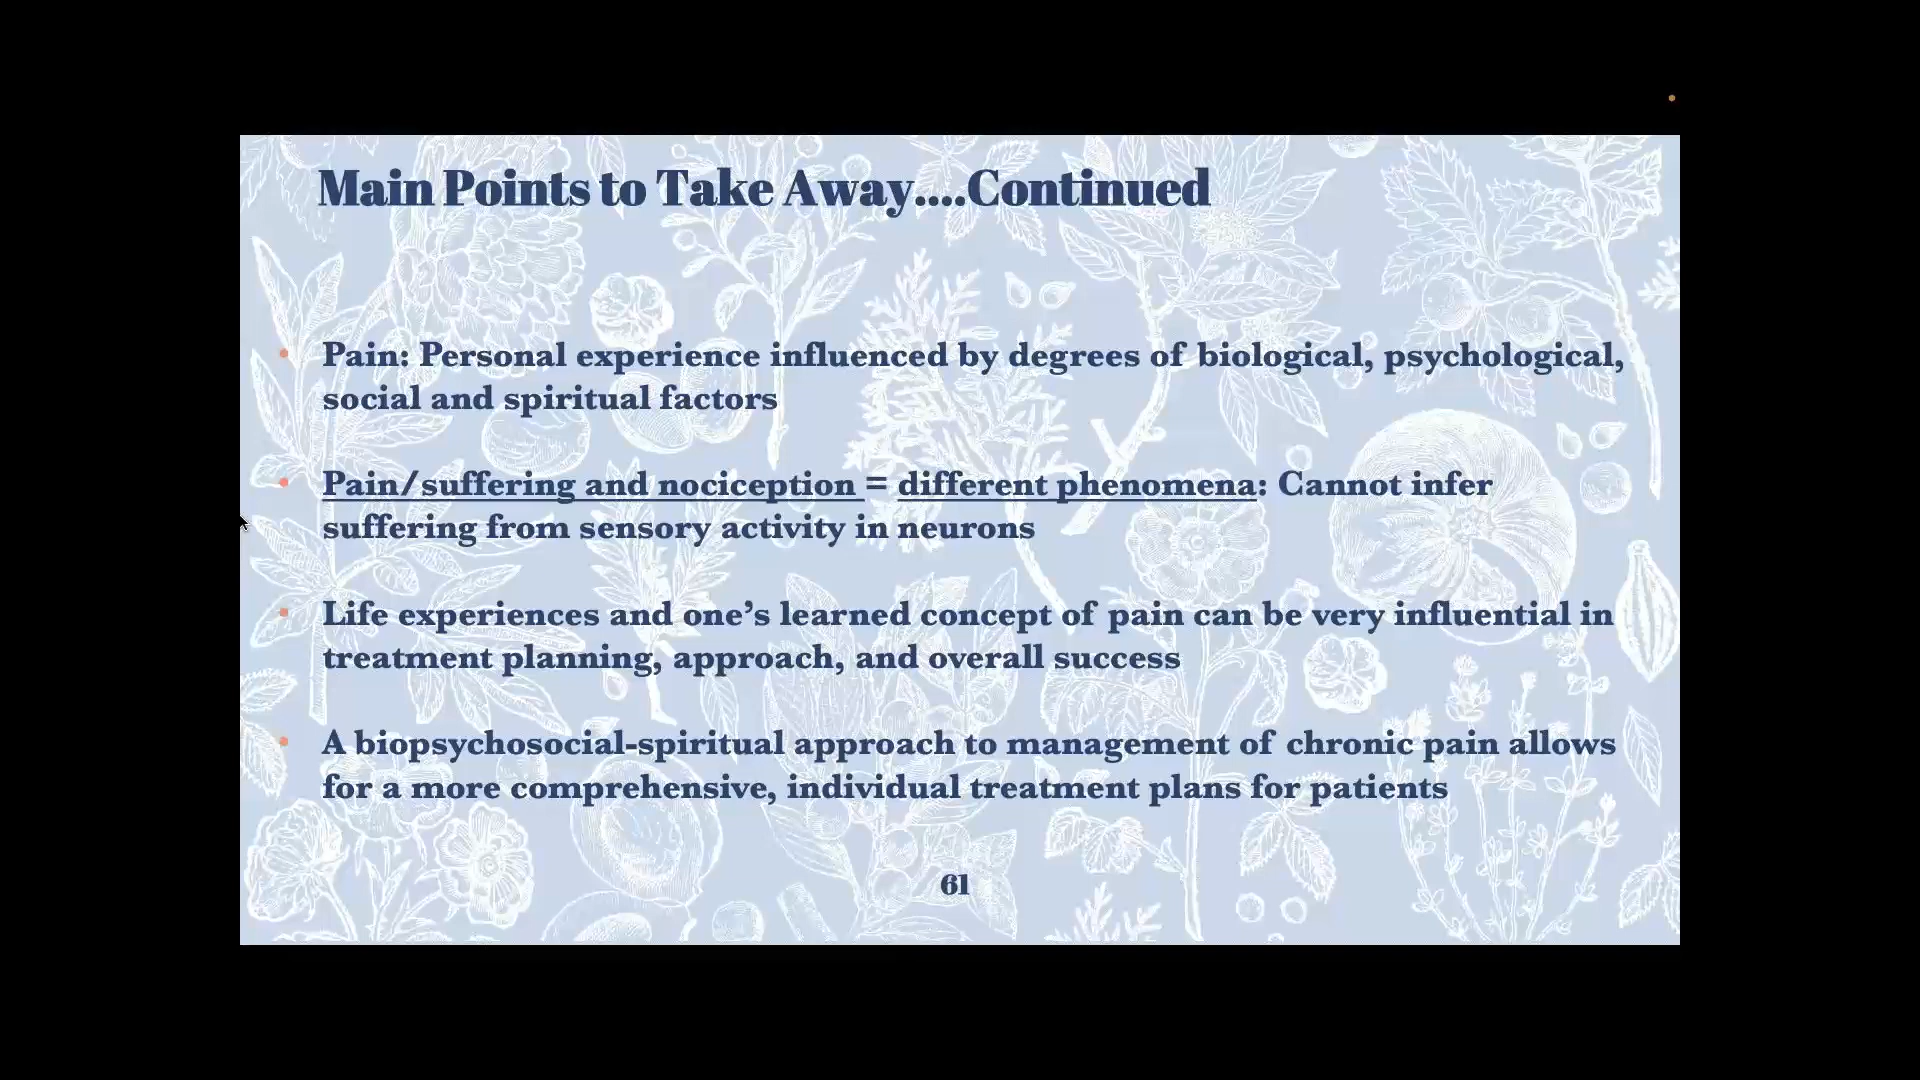 Main Points to Take Away....Continued
• Pain: Personal experience influenced by degrees of biological, psychological,
social and spiritual factors
• Pain/suffering and nociception = different phenomena: Cannot infer
suffering from sensory activity in neurons
• Life experiences and one’s learned concept of pain can be very influential in
treatment planning, approach, and overall success
• A biopsychosocial-spiritual approach to management of chronic pain allows
for a more comprehensive, individual treatment plans for patients
61